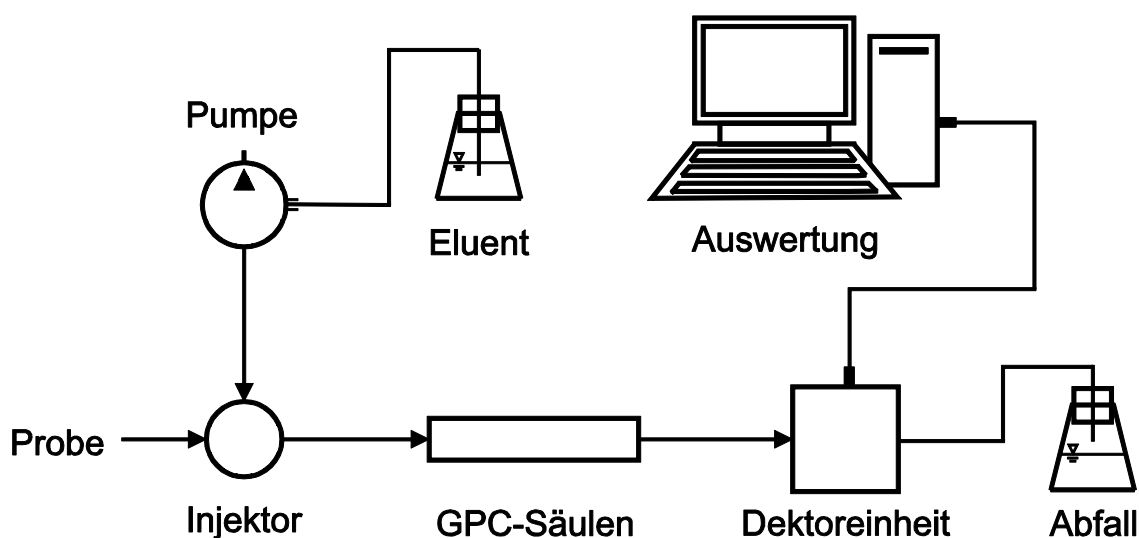 Pumpe
Eluent
Auswertung
Probe
Injektor
GPC-Säulen
Dektoreinheit
Abfall